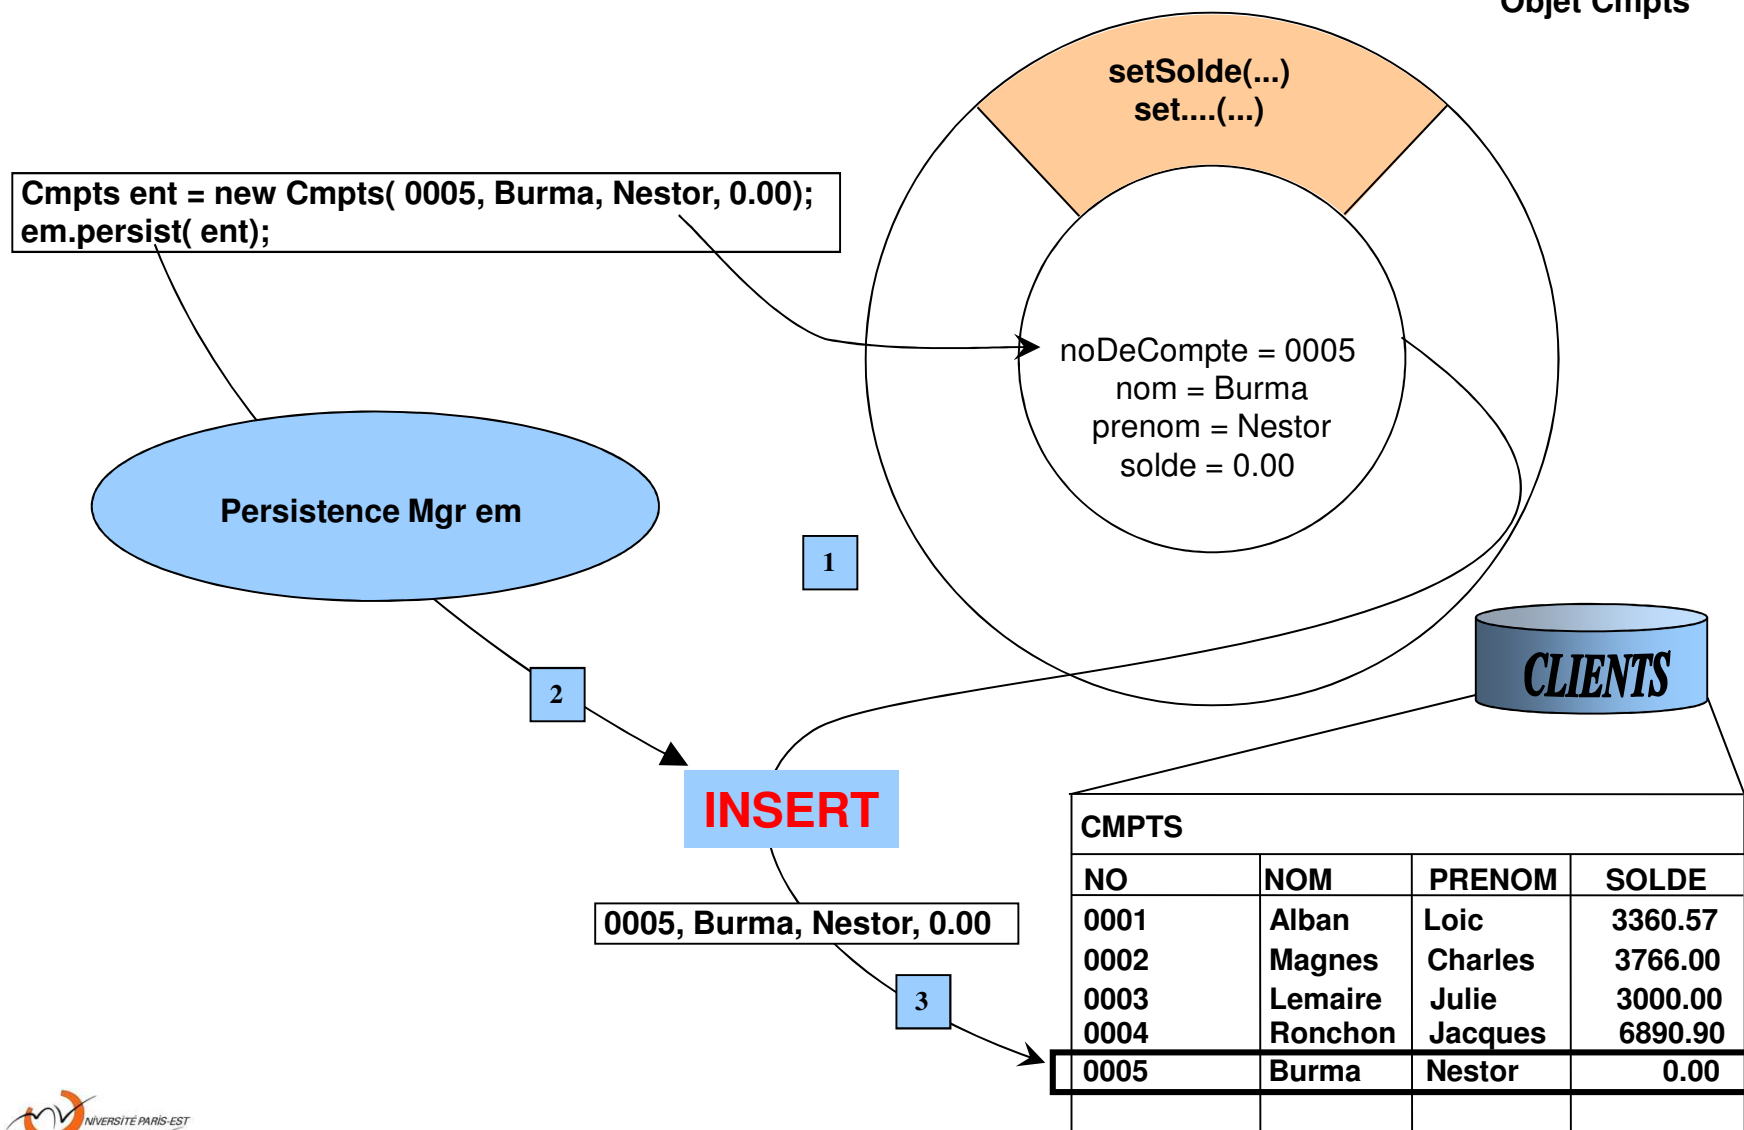 Objet Cmpts
setSolde(...)
set....(...)
Cmpts ent = new Cmpts( 0005, Burma, Nestor, 0.00);
em.persist( ent);
noDeCompte = 0005
nom = Burma
prenom = Nestor
solde = 0.00
Persistence Mgr em
1
2
CLIENTS
INSERT
CMPTS
NO NOM PRENOM SOLDE
0001 Alban Loic 3360.57
0002 Magnes Charles 3766.00
0003 Lemaire Julie 3000.00
0004 Ronchon Jacques 6890.90
0005 Burma Nestor 0.00
0005, Burma, Nestor, 0.00
3
NIVERSITÉ PARIS-EST